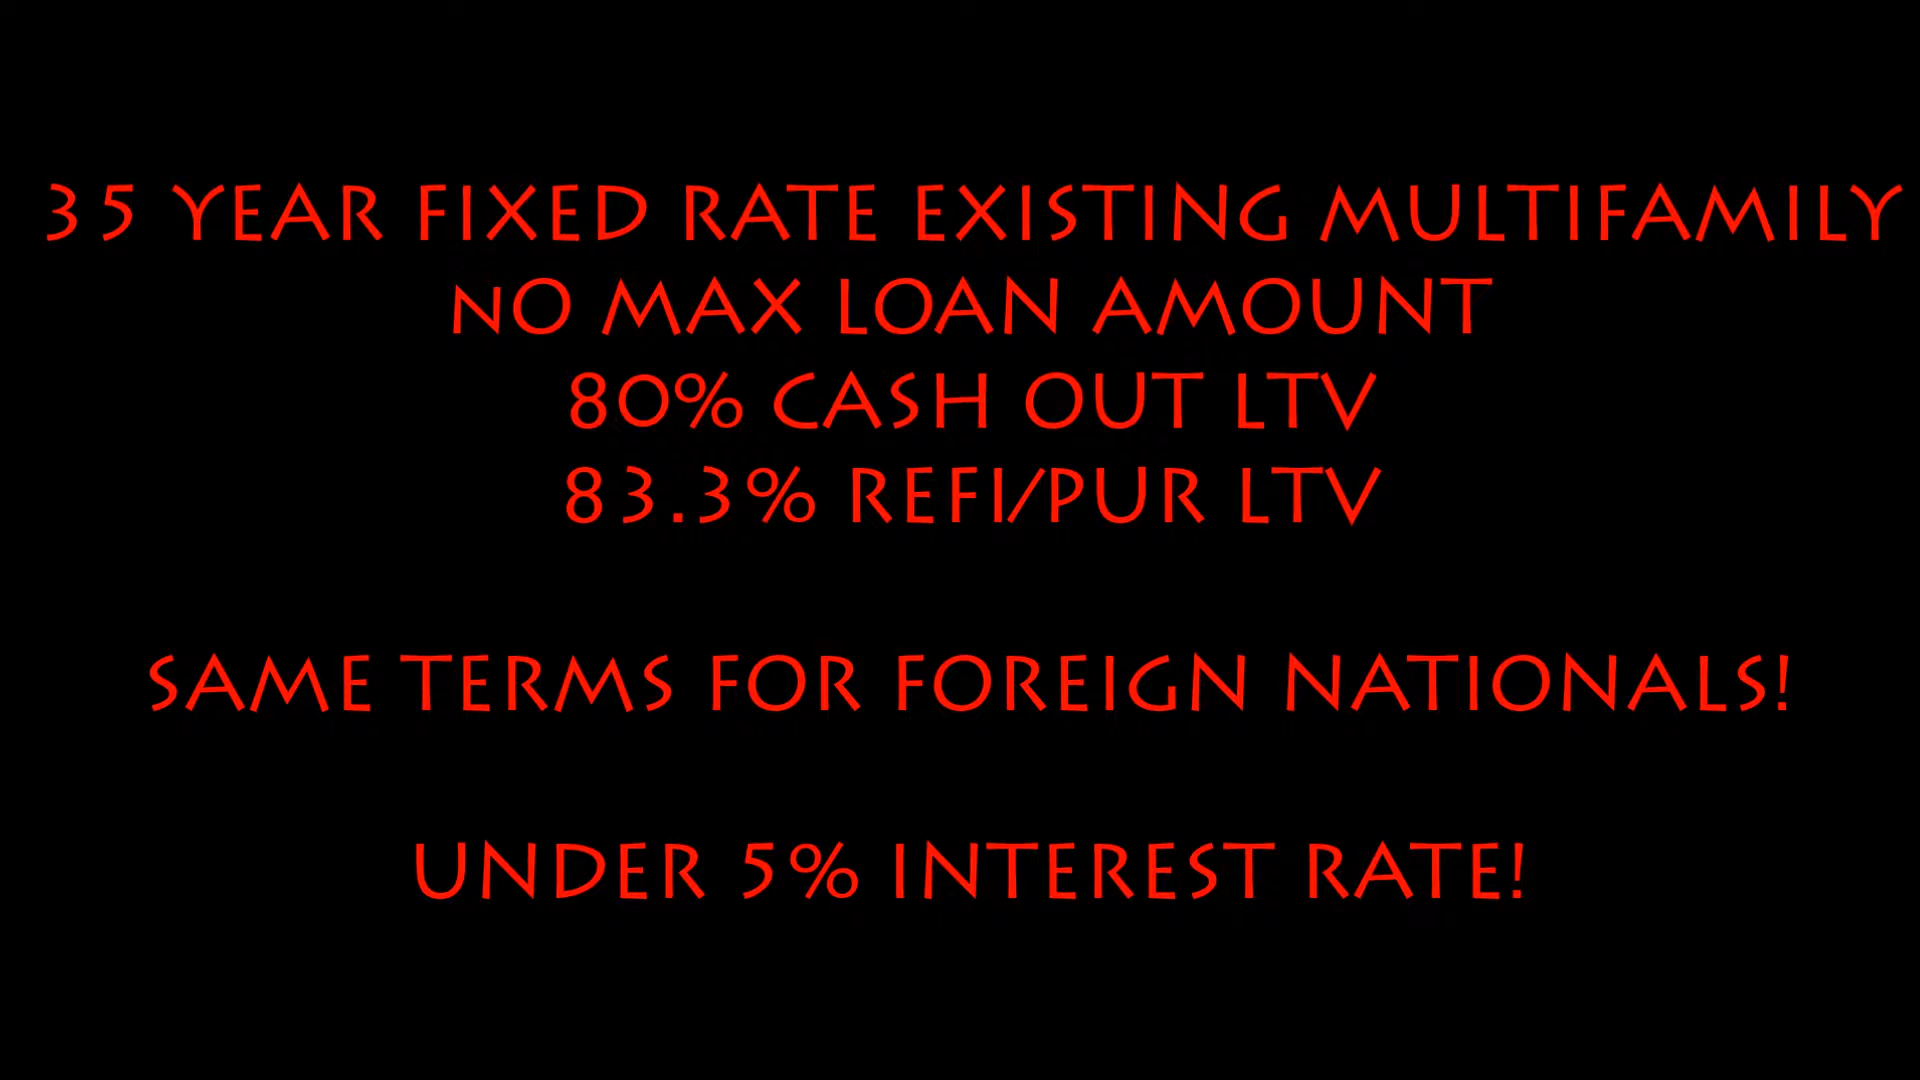 35 YEAR FIXED RATE EXISTING MULTIFAMILY
NO MAX LOAN AMOUNT
80% CASH OUT LTV
83.3% REFI/PUR LTV
SAME TERMS FOR FOREIGN NATIONALS!
UNDER 5% INTEREST RATE!